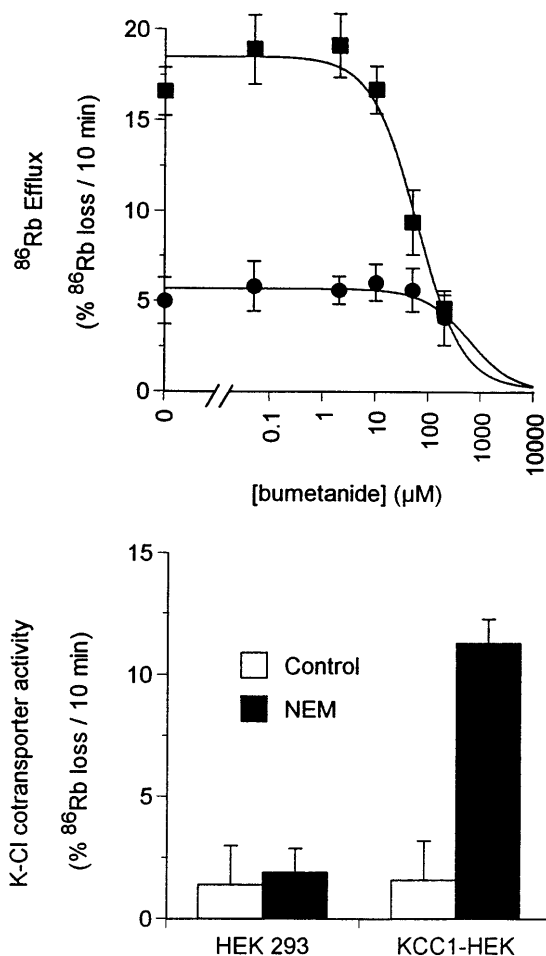 20
15
10
5
0
⁸⁶Rb Efflux
(% ⁸⁶Rb loss / 10 min)
0
0.1
1
10
100
1000
10000
[bumetanide] (µM)
15
10
5
0
K-Cl cotransporter activity
(% ⁸⁶Rb loss / 10 min)
Control
NEM
HEK 293
KCC1-HEK